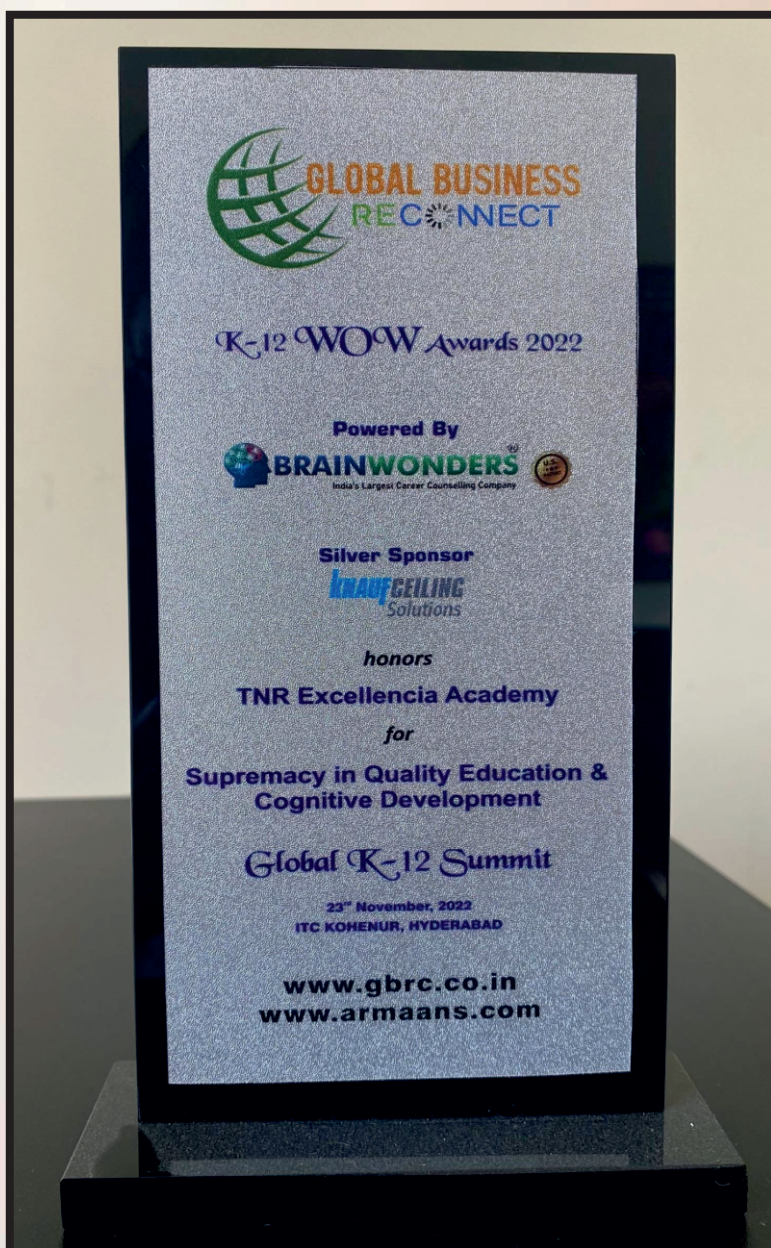 GLOBAL BUSINESS
RECONNECT
K-12 WOW Awards 2022
Powered By
BRAINWONDERS
India's Largest Career Counselling Company
Silver Sponsor
KNAUF CEILING
Solutions
honors
TNR Excellencia Academy
for
Supremacy in Quality Education &
Cognitive Development
Global K-12 Summit
23rd November, 2022
ITC KOHENUR, HYDERABAD
www.gbrc.co.in
www.armaans.com